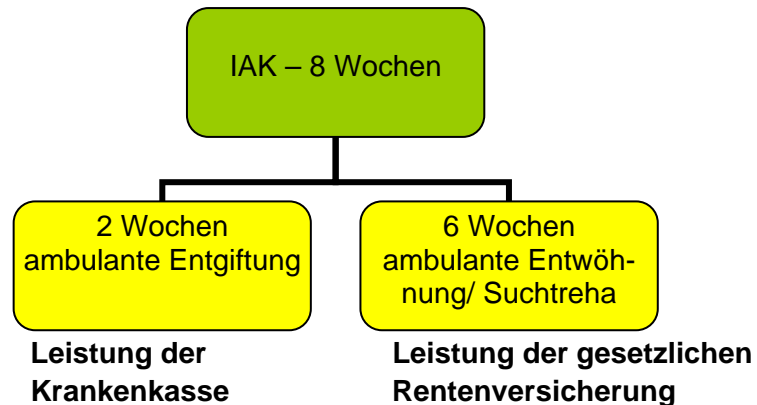 IAK – 8 Wochen
2 Wochen
ambulante Entgiftung
6 Wochen
ambulante Entwöh-
nung/ Suchtreha
Leistung der
Krankenkasse
Leistung der gesetzlichen
Rentenversicherung